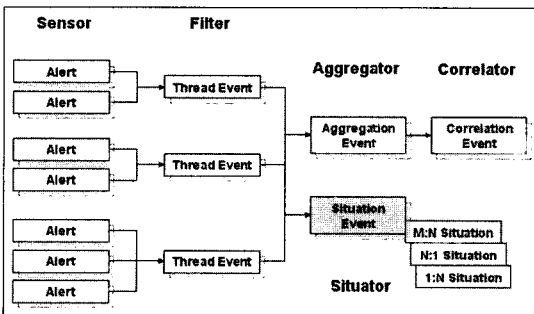 Sensor
Filter
Aggregator
Correlator
Alert
Alert
Thread Event
Alert
Alert
Thread Event
Alert
Alert
Alert
Thread Event
Aggregation
Event
Correlation
Event
Situation
Event
M:N Situation
N:1 Situation
1:N Situation
Situator